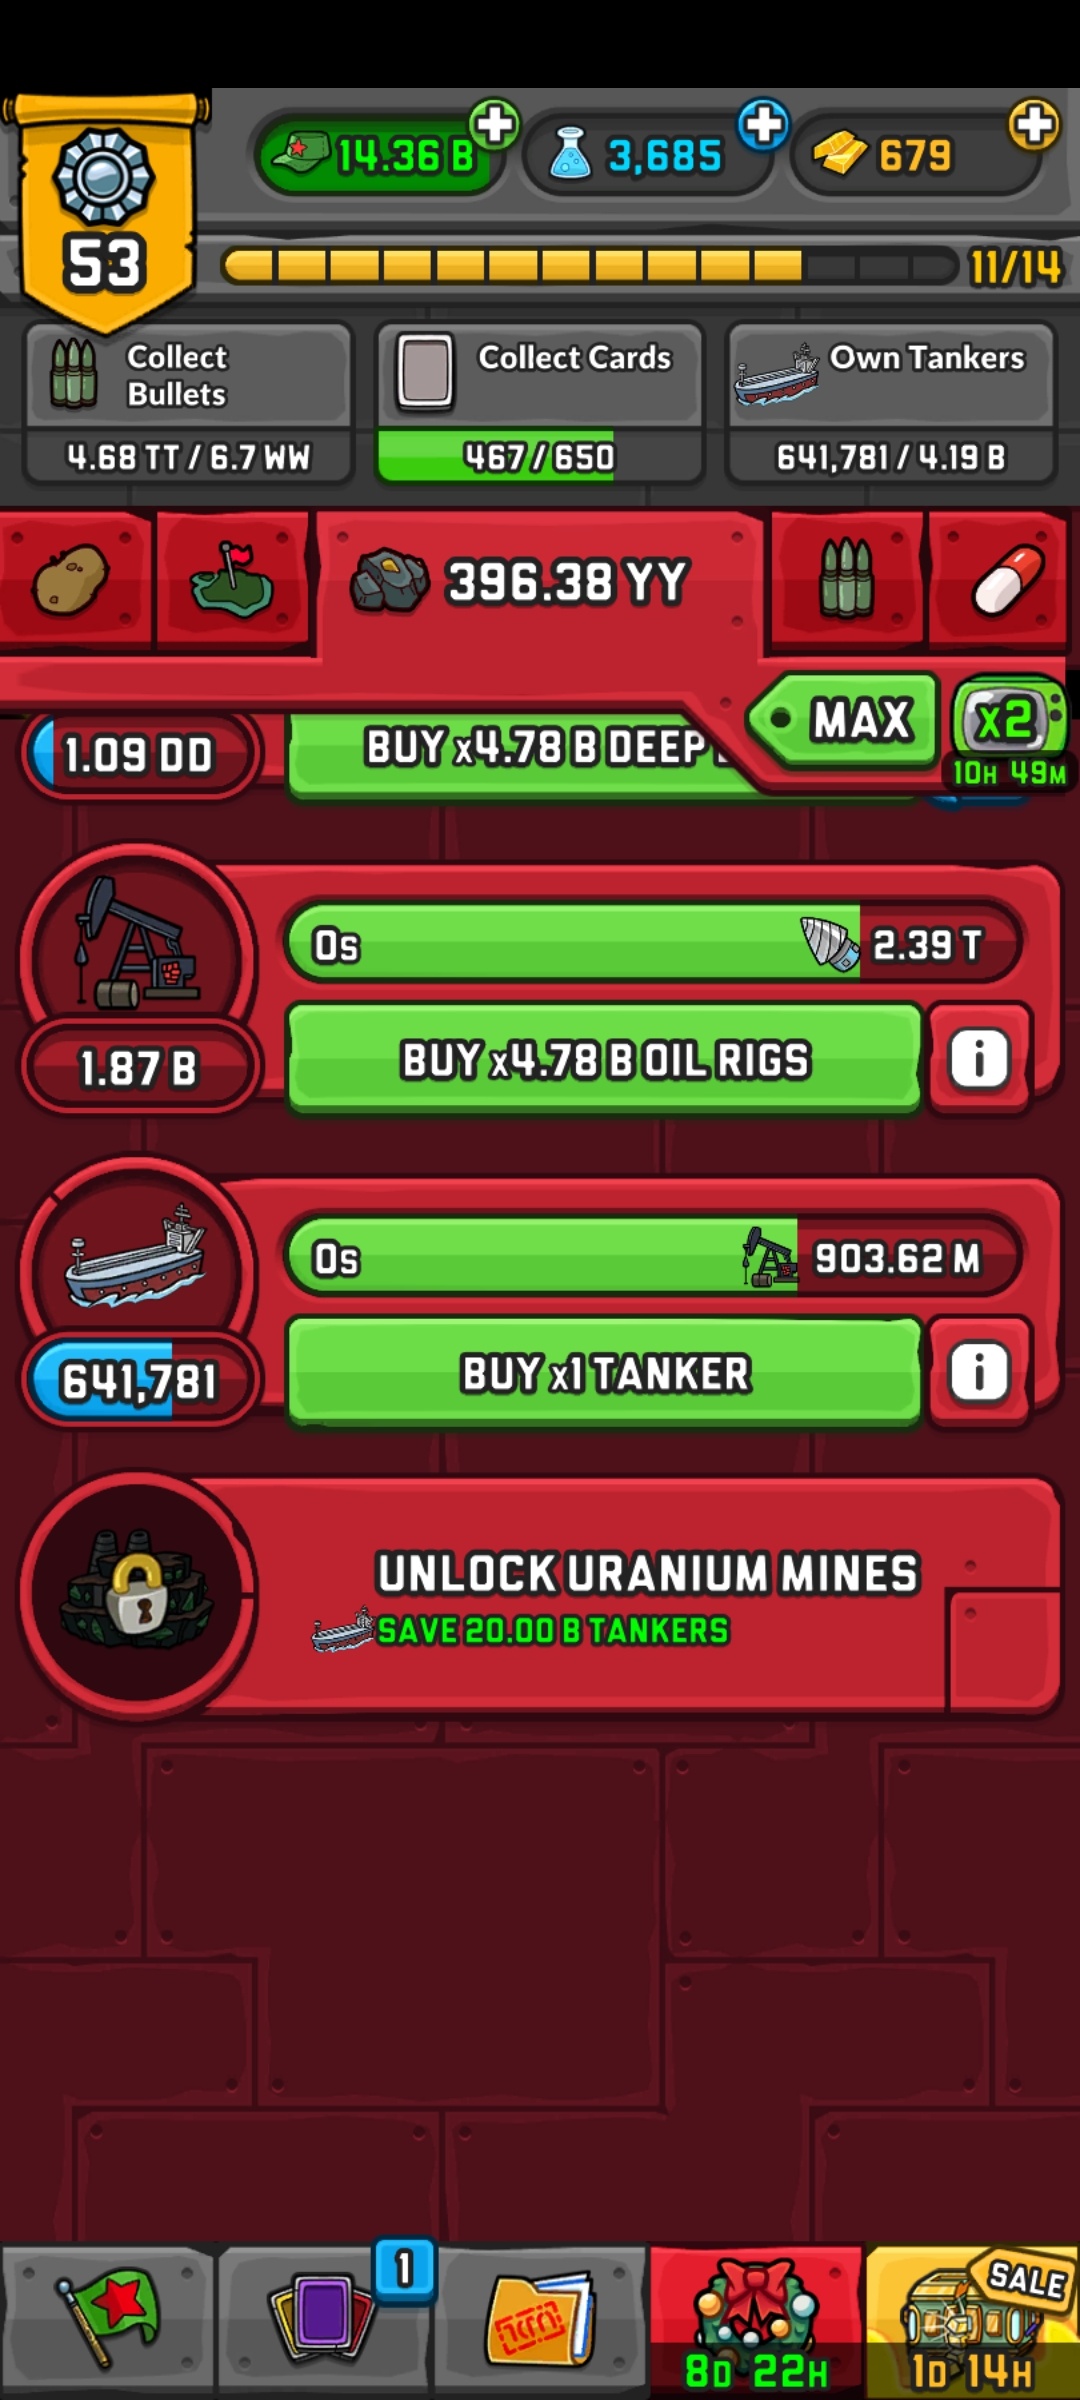 14.36 B
3,685
679
53
11/14
Collect
Bullets
Collect Cards
Own Tankers
4.68 TT / 6.7 WW
467 / 650
641,781 / 4.19 B
396.38 YY
MAX
x2
10H 49M
1.09 DD
BUY x4.78 B DEEP
0s
2.39 T
1.87 B
BUY x4.78 B OIL RIGS
i
0s
903.62 M
641,781
BUY x1 TANKER
i
UNLOCK URANIUM MINES
SAVE 20.00 B TANKERS
1
SALE
8D 22H
1D 14H